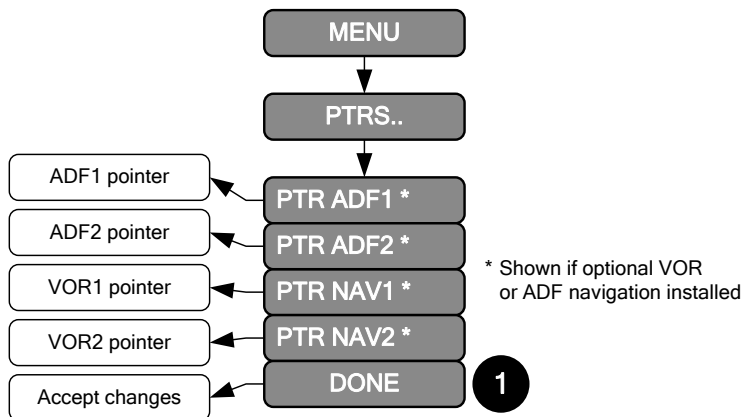 MENU
PTRS..
ADF1 pointer
PTR ADF1 *
ADF2 pointer
PTR ADF2 *
VOR1 pointer
PTR NAV1 *
VOR2 pointer
PTR NAV2 *
Accept changes
DONE
1
* Shown if optional VOR
or ADF navigation installed